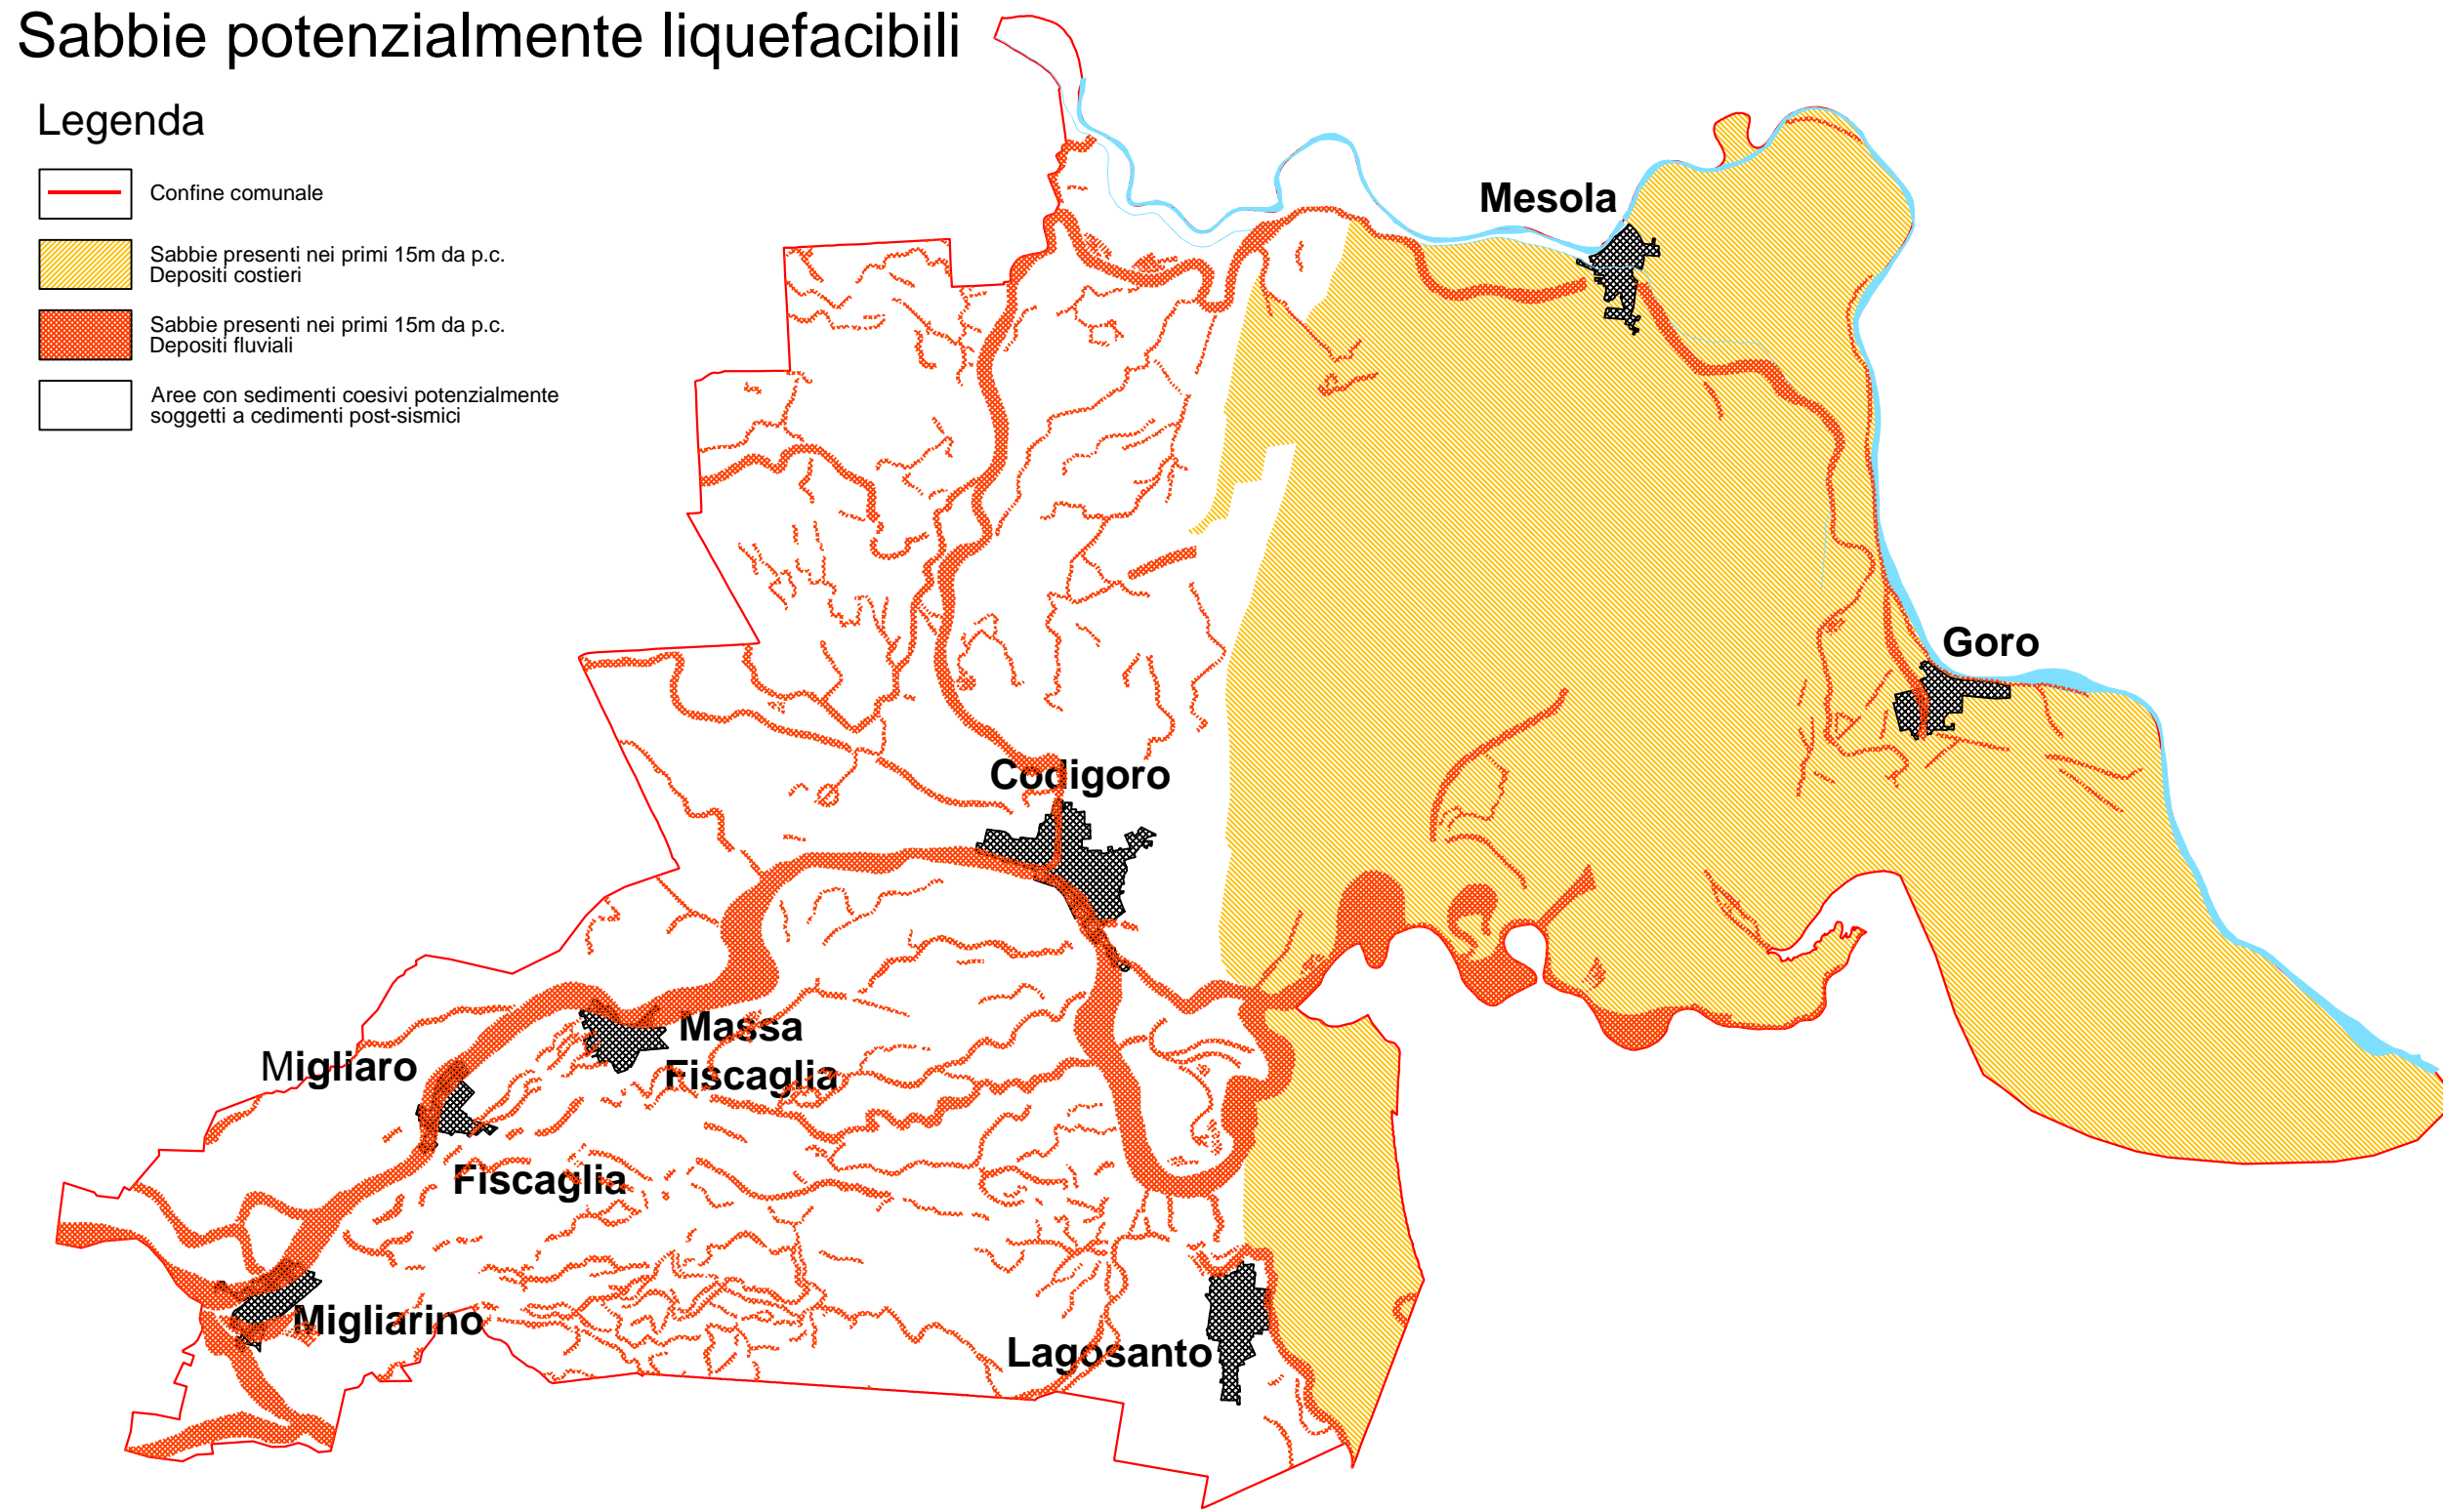 Sabbie potenzialmente liquefacibili
Legenda
Confine comunale
Sabbie presenti nei primi 15m da p.c.
Depositi costieri
Sabbie presenti nei primi 15m da p.c.
Depositi fluviali
Aree con sedimenti coesivi potenzialmente
soggetti a cedimenti post-sismici
Mesola
Goro
Codigoro
Massa
Fiscaglia
Migliaro
Fiscaglia
Migliarino
Lagosanto